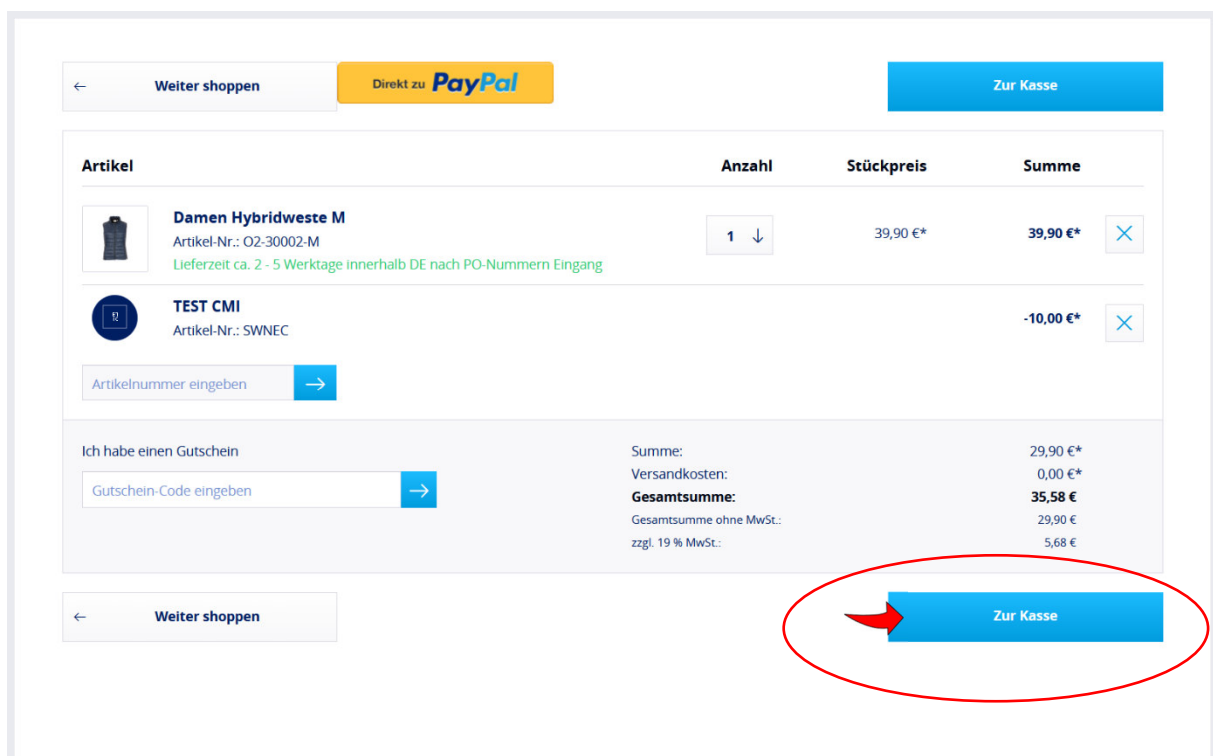 ← Weiter shoppen Direkt zu PayPal Zur Kasse
Artikel Anzahl Stückpreis Summe
Damen Hybridweste M
Artikel-Nr.: O2-30002-M 1 39,90 €* 39,90 €*
Lieferzeit ca. 2 - 5 Werktage innerhalb DE nach PO-Nummern Eingang
TEST CMI
Artikel-Nr.: SWNEC -10,00 €*
Artikelnummer eingeben
Ich habe einen Gutschein
Gutschein-Code eingeben
Summe: 29,90 €*
Versandkosten: 0,00 €*
Gesamtsumme: 35,58 €
Gesamtsumme ohne MwSt.: 29,90 €
zzgl. 19 % MwSt.: 5,68 €
← Weiter shoppen Zur Kasse